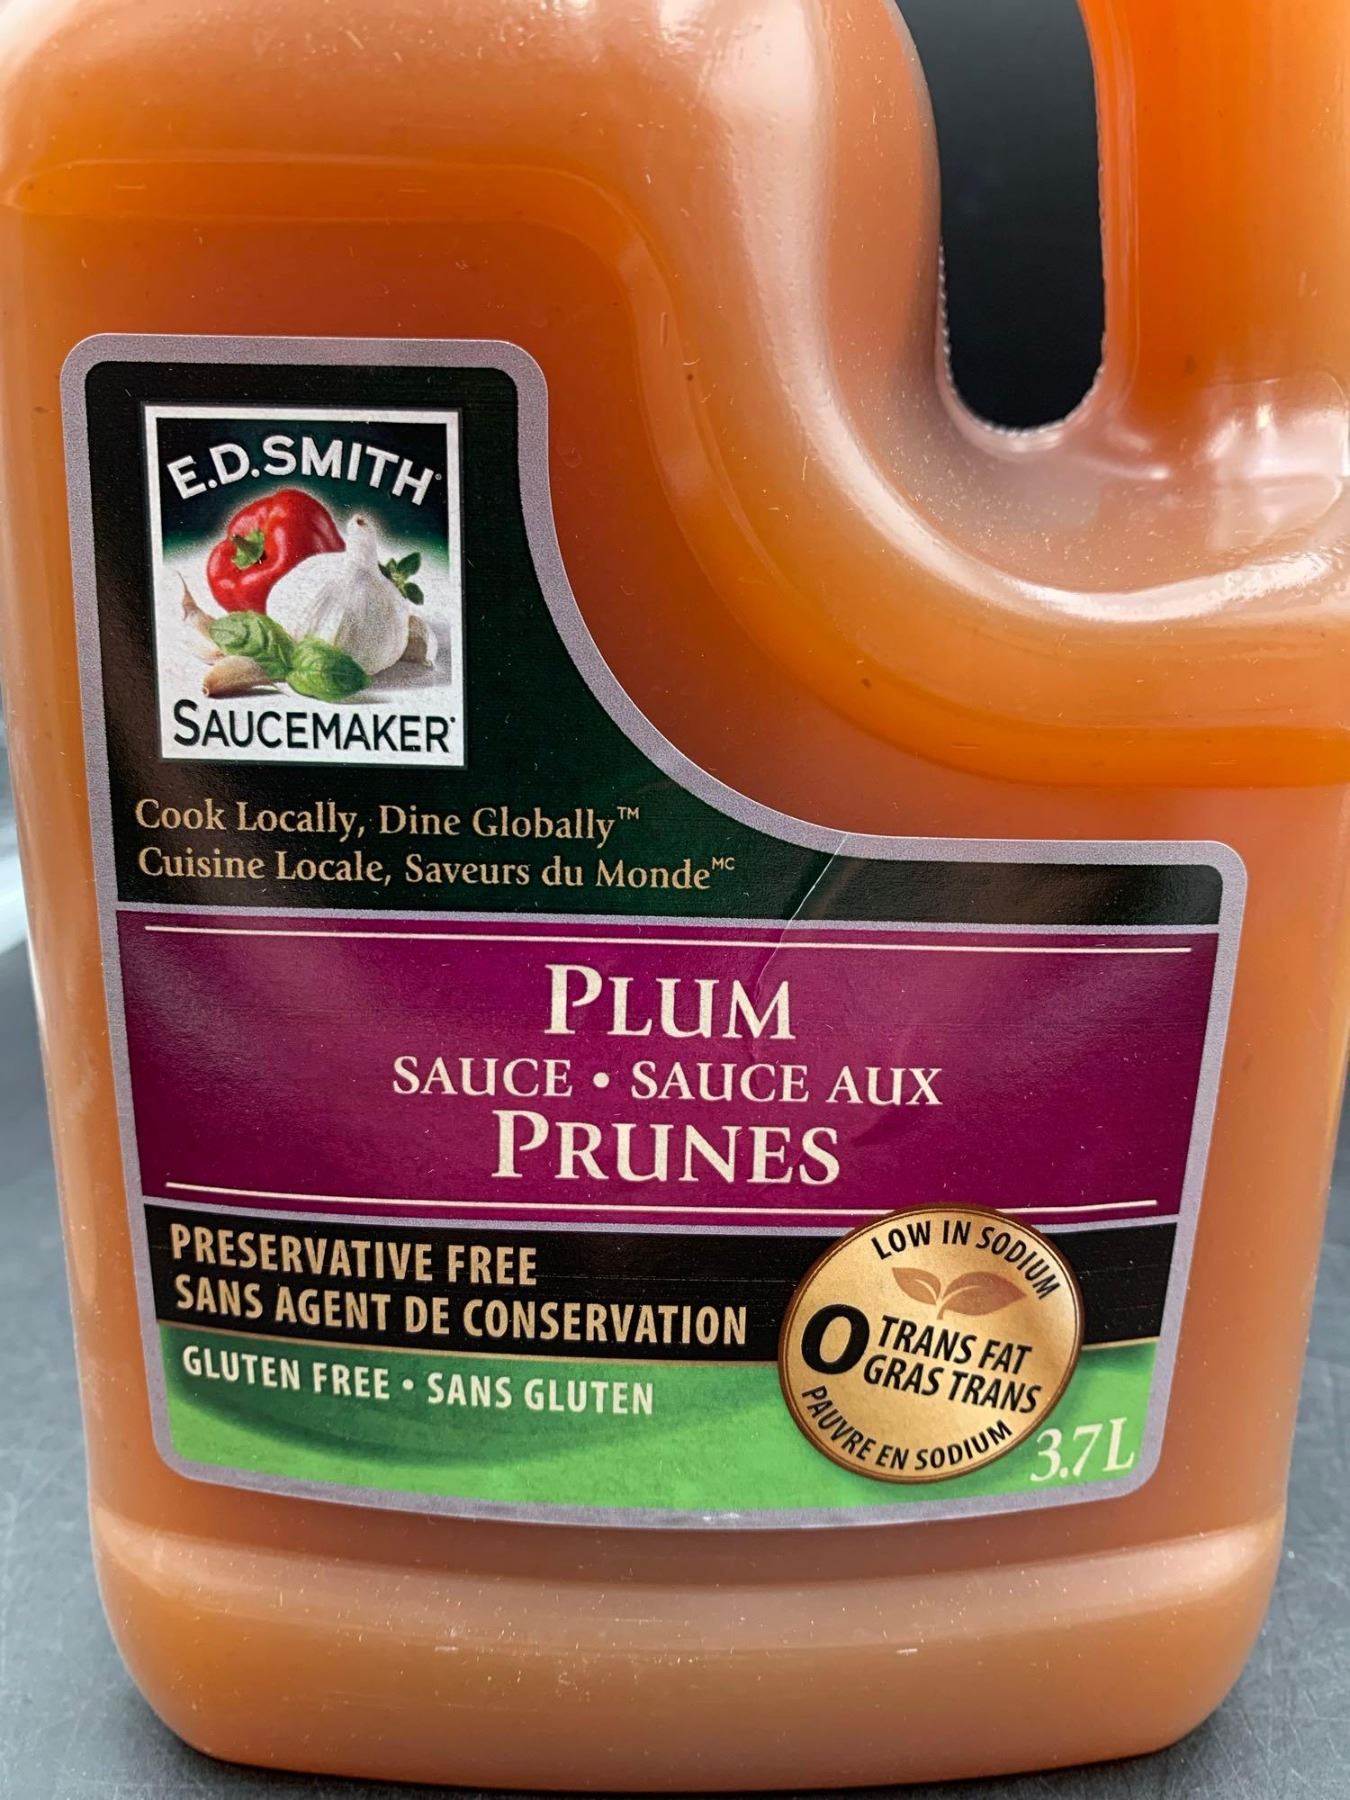 E.D.SMITH®
SAUCEMAKER®
Cook Locally, Dine Globally™
Cuisine Locale, Saveurs du Monde MC
PLUM
SAUCE • SAUCE AUX
PRUNES
PRESERVATIVE FREE
SANS AGENT DE CONSERVATION
GLUTEN FREE • SANS GLUTEN
LOW IN SODIUM
0 TRANS FAT
GRAS TRANS
PAUVRE EN SODIUM
3.7 L